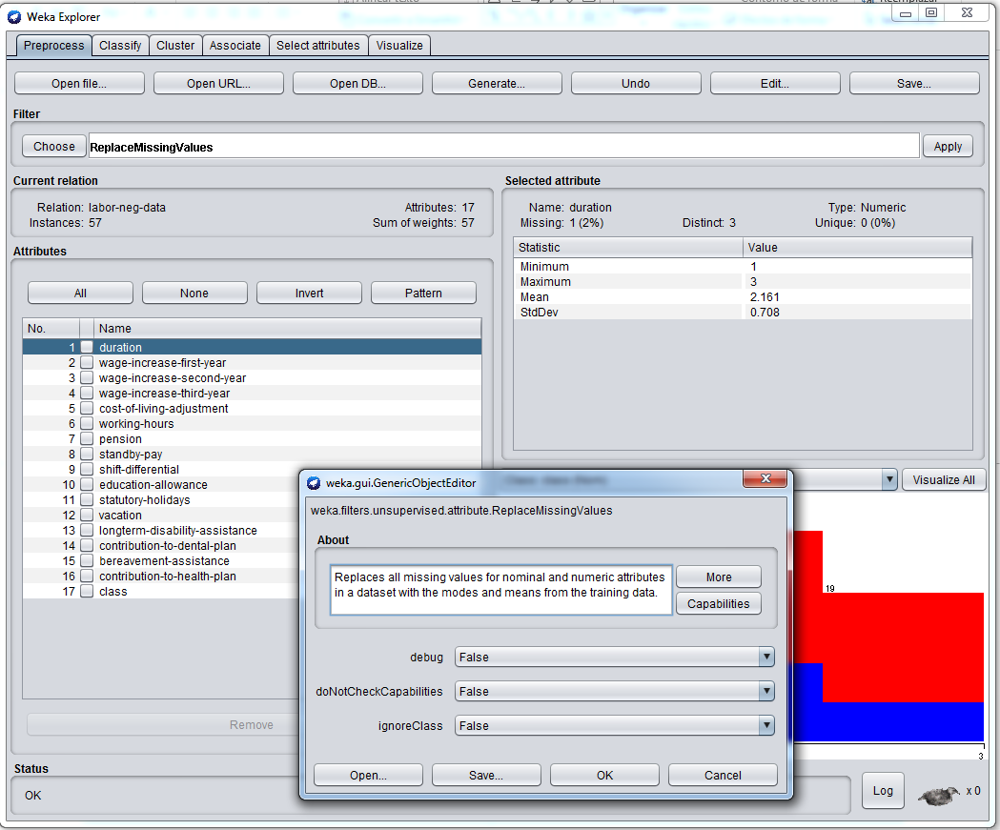 Weka Explorer
Preprocess Classify Cluster Associate Select attributes Visualize
Open file... Open URL... Open DB... Generate... Undo Edit... Save...
Filter
Choose ReplaceMissingValues Apply
Current relation
Relation: labor-neg-data Attributes: 17
Instances: 57 Sum of weights: 57
Selected attribute
Name: duration Type: Numeric
Missing: 1 (2%) Distinct: 3 Unique: 0 (0%)
Statistic Value
Minimum 1
Maximum 3
Mean 2.161
StdDev 0.708
Attributes
All None Invert Pattern
No. Name
1 duration
2 wage-increase-first-year
3 wage-increase-second-year
4 wage-increase-third-year
5 cost-of-living-adjustment
6 working-hours
7 pension
8 standby-pay
9 shift-differential
10 education-allowance
11 statutory-holidays
12 vacation
13 longterm-disability-assistance
14 contribution-to-dental-plan
15 bereavement-assistance
16 contribution-to-health-plan
17 class
Remove
Visualize All
19
3
weka.gui.GenericObjectEditor
weka.filters.unsupervised.attribute.ReplaceMissingValues
About
Replaces all missing values for nominal and numeric attributes
in a dataset with the modes and means from the training data.
More
Capabilities
debug False
doNotCheckCapabilities False
ignoreClass False
Open... Save... OK Cancel
Status
OK
Log x 0